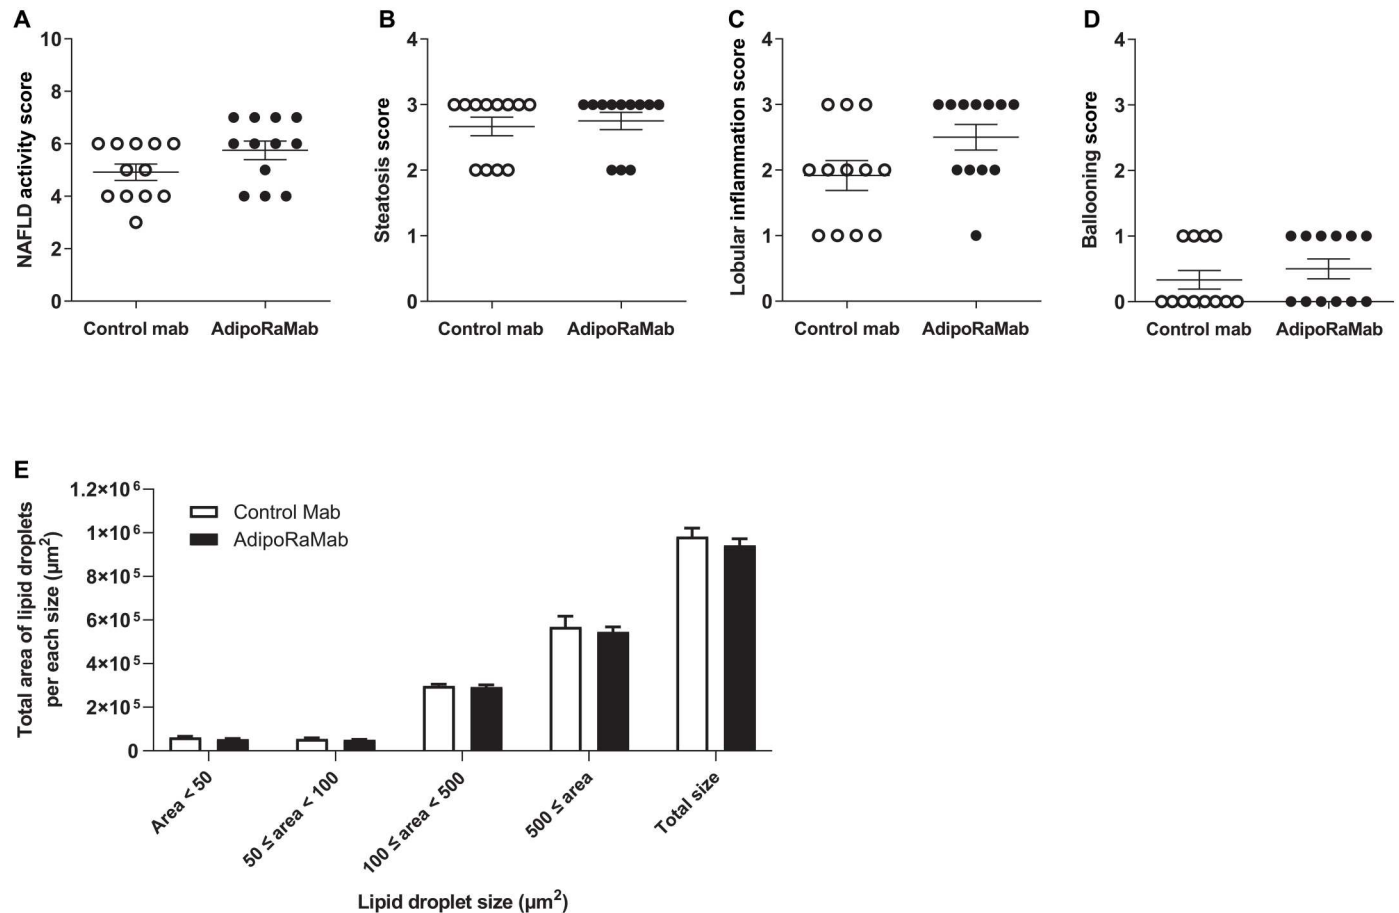 A
B
C
D
NAFLD activity score
10
8
6
4
2
0
Control mab
AdipoRaMab
Steatosis score
4
3
2
1
0
Control mab
AdipoRaMab
Lobular inflammation score
4
3
2
1
0
Control mab
AdipoRaMab
Ballooning score
4
3
2
1
0
Control mab
AdipoRaMab
E
Total area of lipid droplets
per each size (µm²)
1.2×10⁶
1×10⁶
8×10⁵
6×10⁵
4×10⁵
2×10⁵
0
Control Mab
AdipoRaMab
Area < 50
50 ≤ area < 100
100 ≤ area < 500
500 ≤ area
Total size
Lipid droplet size (µm²)